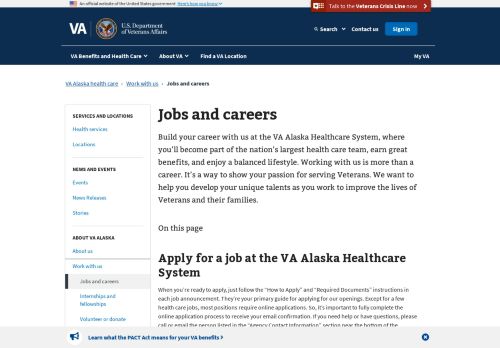 An official website of the United States government Here's how you know
Talk to the Veterans Crisis Line now
VA
U.S. Department
of Veterans Affairs
Search
Contact us
Sign in
VA Benefits and Health Care
About VA
Find a VA Location
My VA
VA Alaska health care › Work with us › Jobs and careers
SERVICES AND LOCATIONS
Health services
Locations
NEWS AND EVENTS
Events
News Releases
Stories
ABOUT VA ALASKA
About us
Work with us
Jobs and careers
Internships and
fellowships
Volunteer or donate
Jobs and careers
Build your career with us at the VA Alaska Healthcare System, where
you'll become part of the nation's largest health care team, earn great
benefits, and enjoy a balanced lifestyle. Working with us is more than a
career. It's a way to show your passion for serving Veterans. We want to
help you develop your unique talents as you work to improve the lives of
Veterans and their families.
On this page
Apply for a job at the VA Alaska Healthcare
System
When you're ready to apply, just follow the "How to Apply" and "Required Documents" instructions in
each job announcement. They're your primary guide for applying for our openings. Except for a few
health care jobs, most positions require online applications. So, it's important to fully complete the
online application process to receive your email confirmation. If you need help or have questions, please
call or email the person listed in the "Agency Contact Information" section near the bottom of the
Learn what the PACT Act means for your VA benefits